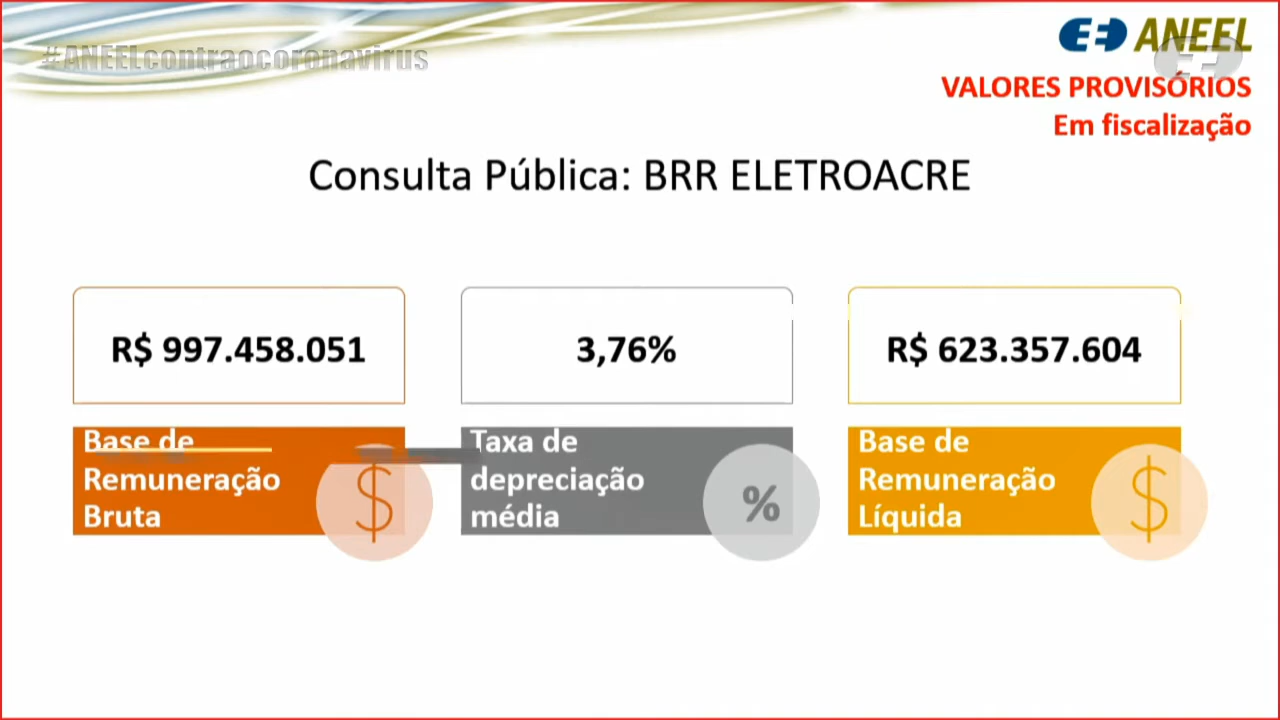 #ANEELcontraocoronavirus
ANEEL
VALORES PROVISÓRIOS
Em fiscalização
Consulta Pública: BRR ELETROACRE
R$ 997.458.051
3,76%
R$ 623.357.604
Base de
Remuneração
Bruta
$
Taxa de
depreciação
média
%
Base de
Remuneração
Líquida
$